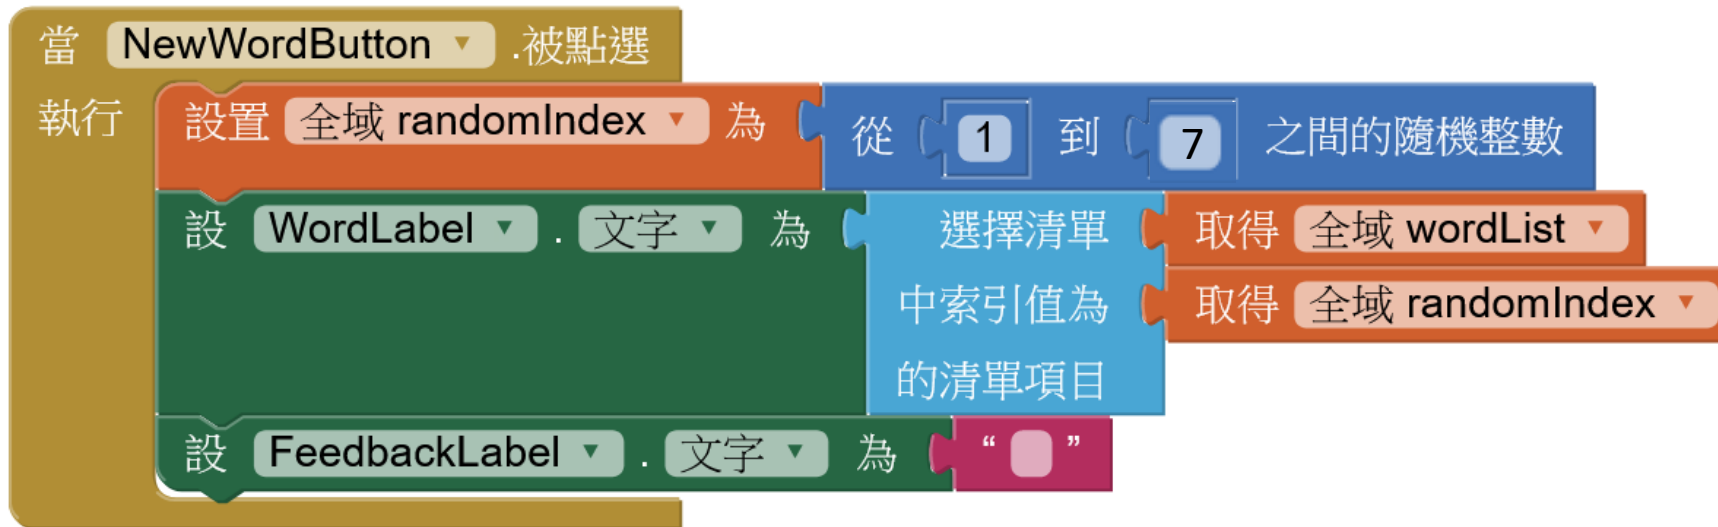 當 NewWordButton .被點選
執行 設置 全域 randomIndex 為 從 1 到 7 之間的隨機整數
設 WordLabel . 文字 為 選擇清單 取得 全域 wordList
中索引值為 取得 全域 randomIndex
的清單項目
設 FeedbackLabel . 文字 為 “ ”